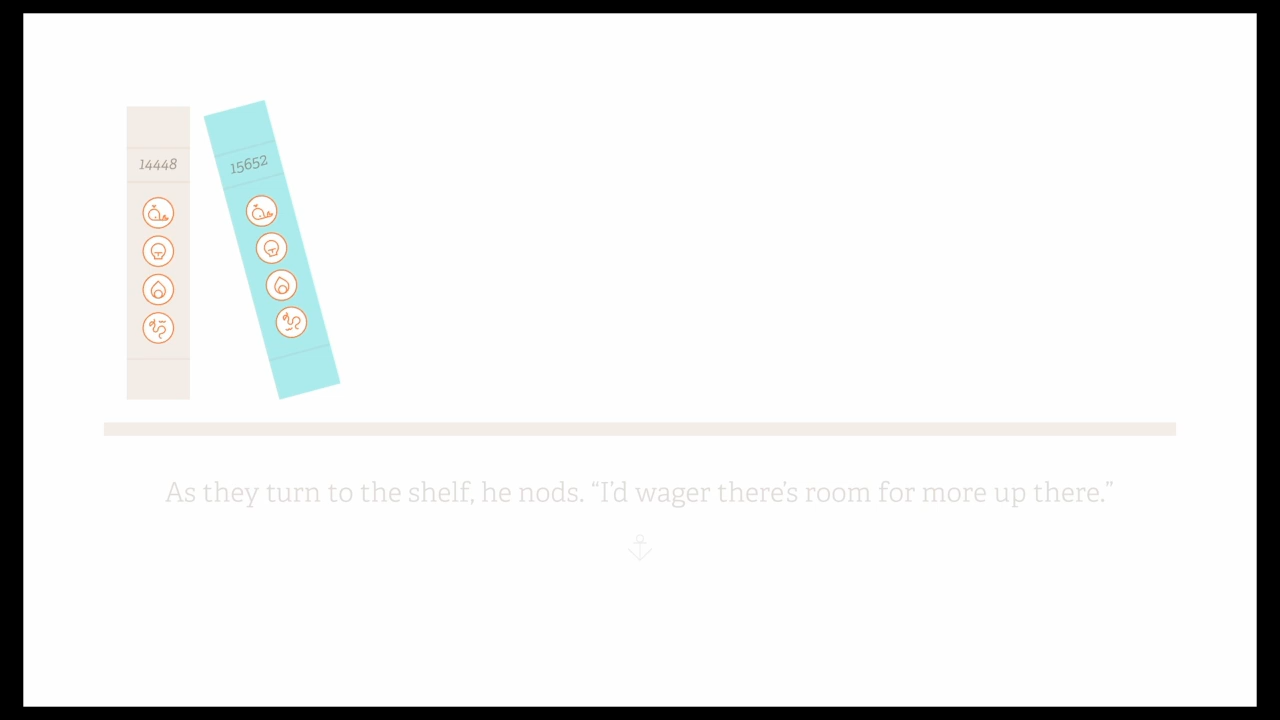 14448
15652
As they turn to the shelf, he nods. “I’d wager there’s room for more up there.”